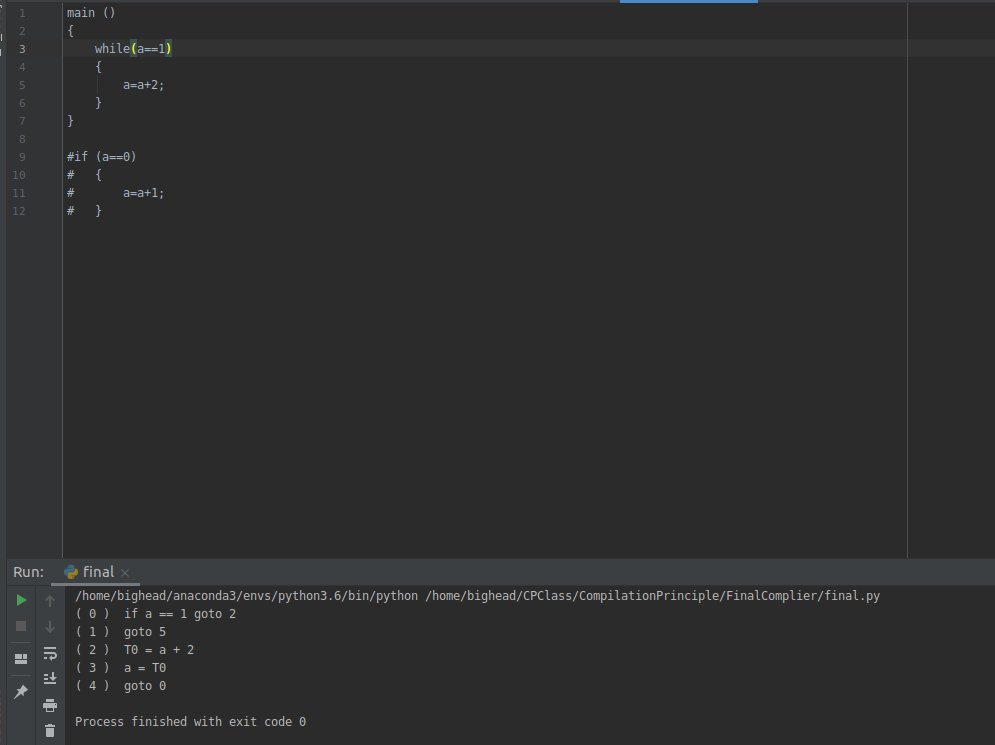 1 main ()
2 {
3 while(a==1)
4 {
5 a=a+2;
6 }
7 }
8
9 #if (a==0)
10 # {
11 # a=a+1;
12 # }
Run: final ×
/home/bighead/anaconda3/envs/python3.6/bin/python /home/bighead/CPClass/CompilationPrinciple/FinalComplier/final.py
( 0 ) if a == 1 goto 2
( 1 ) goto 5
( 2 ) T0 = a + 2
( 3 ) a = T0
( 4 ) goto 0
Process finished with exit code 0